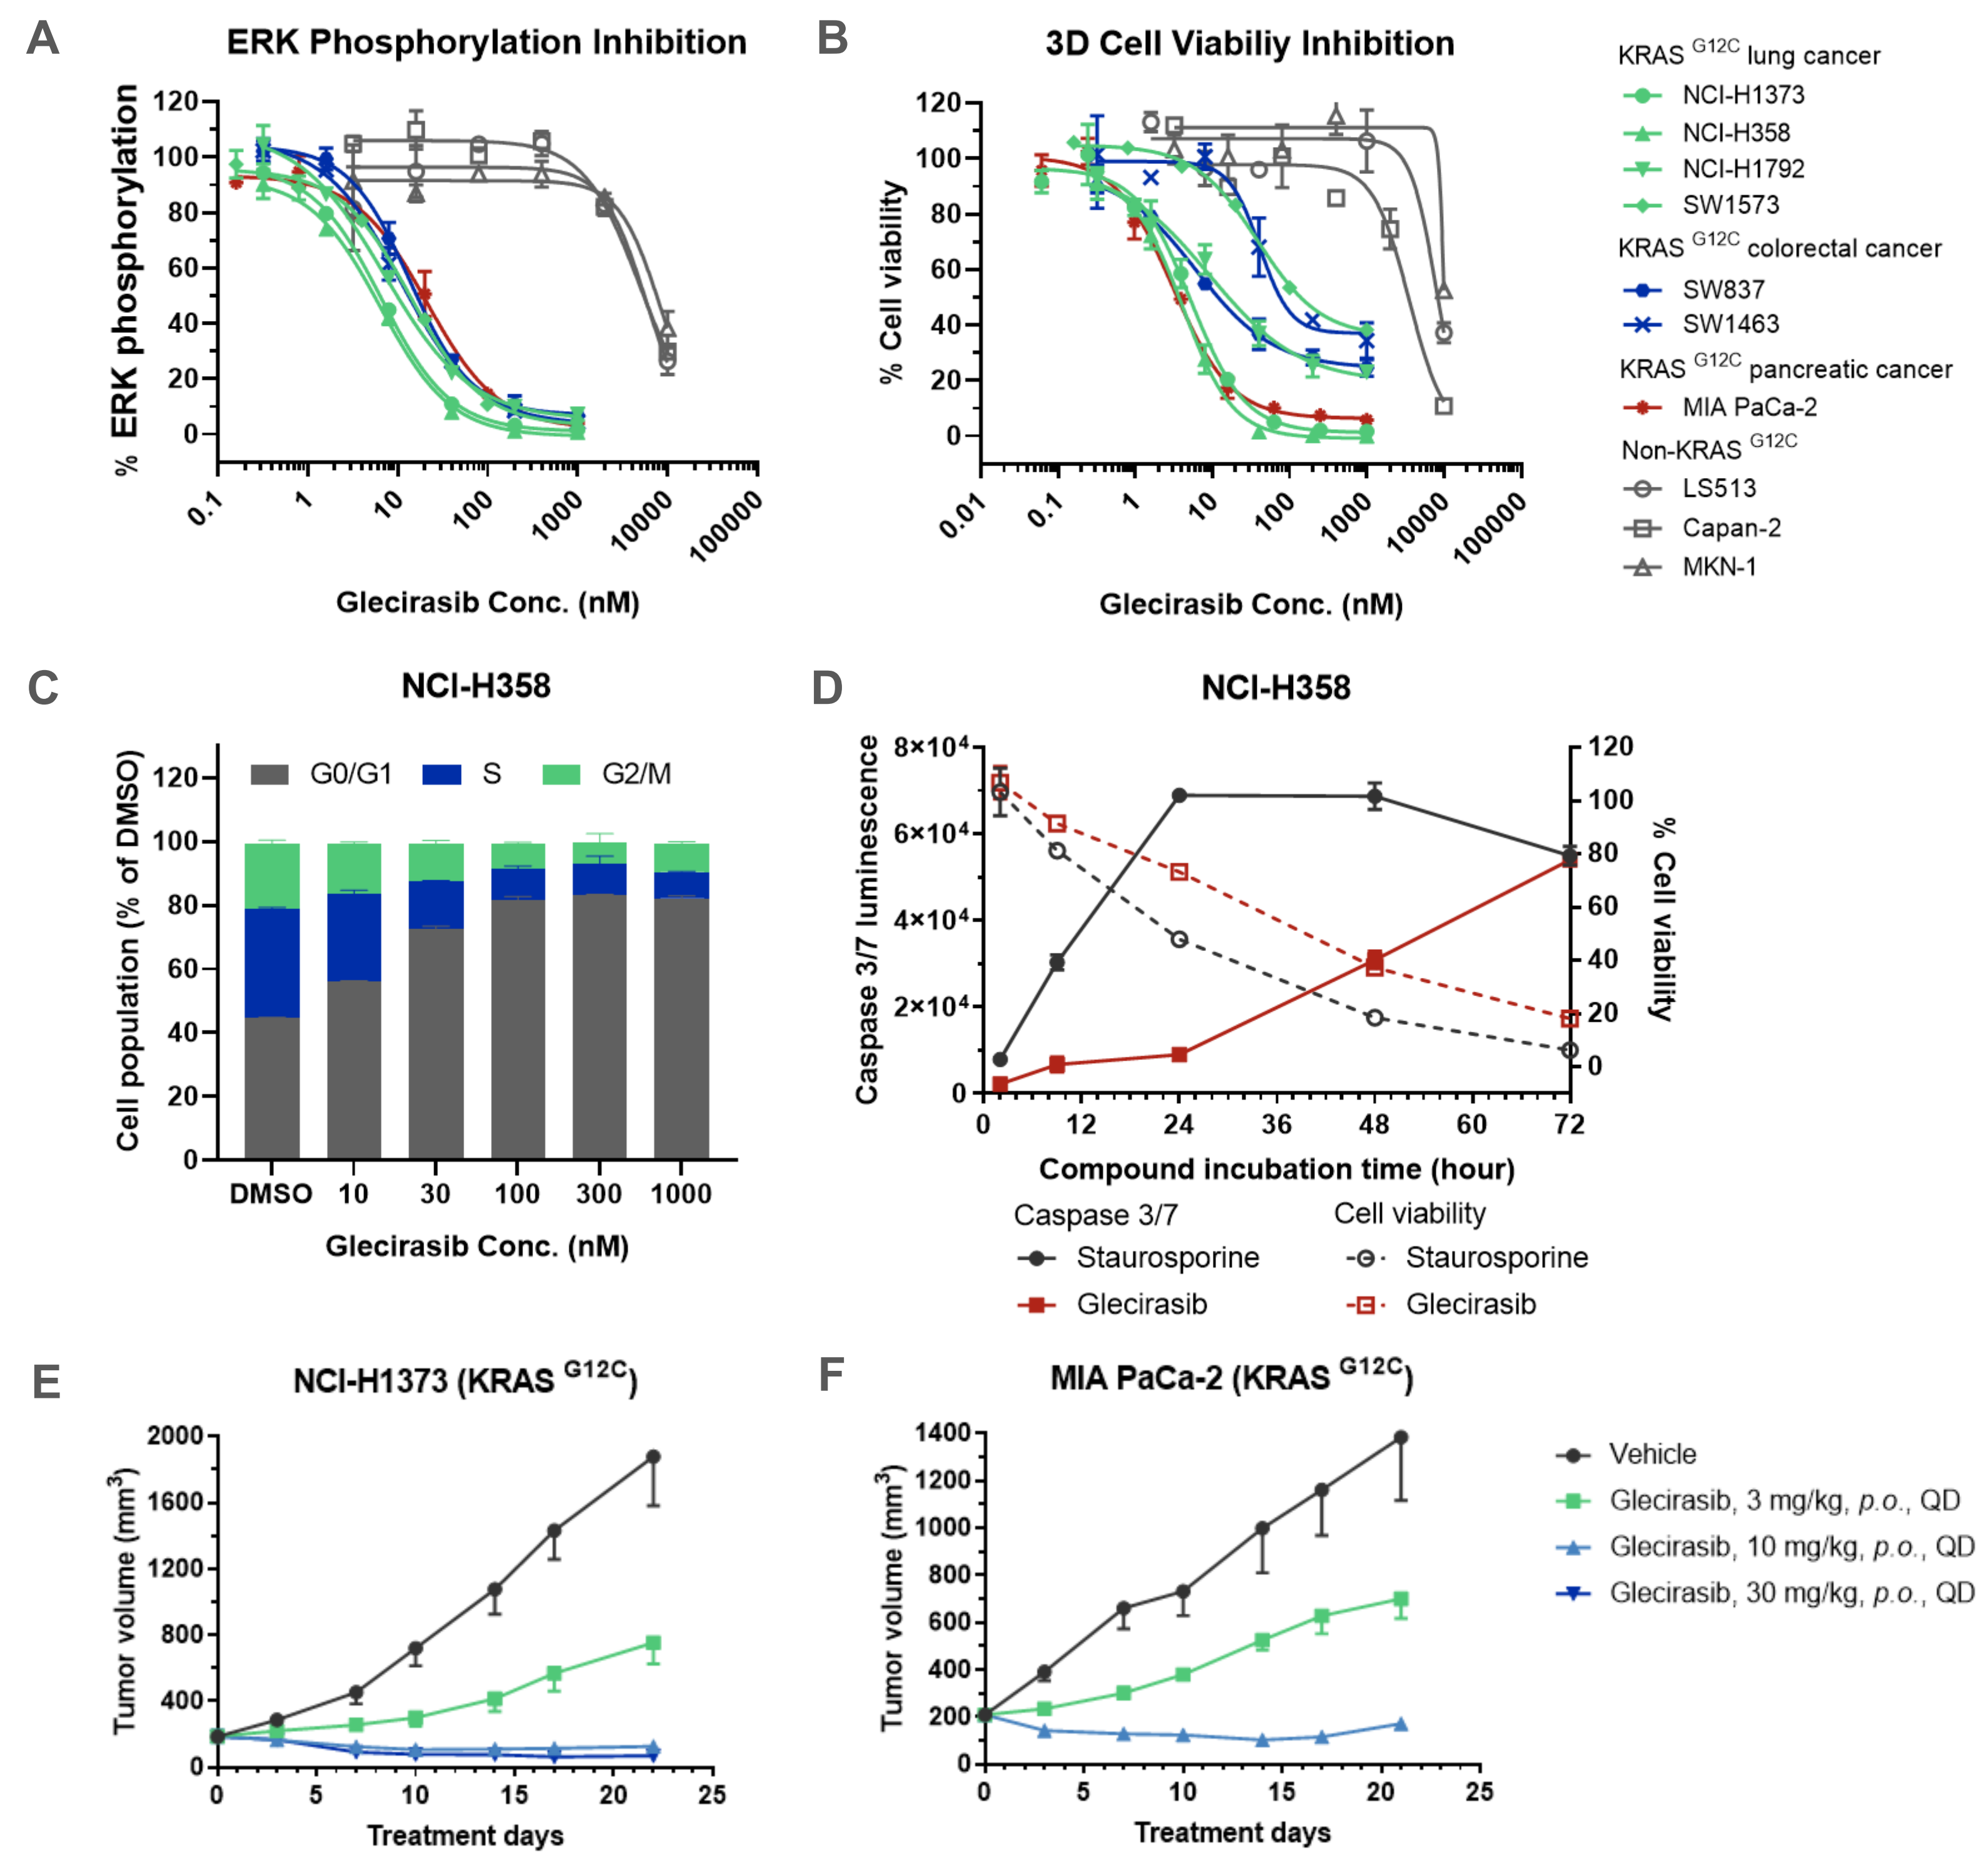 A
ERK Phosphorylation Inhibition
% ERK phosphorylation
120
100
80
60
40
20
0
0.1
1
10
100
1000
10000
100000
Glecirasib Conc. (nM)
B
3D Cell Viabiliy Inhibition
% Cell viability
120
100
80
60
40
20
0
0.01
0.1
1
10
100
1000
10000
100000
Glecirasib Conc. (nM)
KRAS G12C lung cancer
NCI-H1373
NCI-H358
NCI-H1792
SW1573
KRAS G12C colorectal cancer
SW837
SW1463
KRAS G12C pancreatic cancer
MIA PaCa-2
Non-KRAS G12C
LS513
Capan-2
MKN-1
C
NCI-H358
Cell population (% of DMSO)
120
100
80
60
40
20
0
G0/G1 S G2/M
DMSO 10 30 100 300 1000
Glecirasib Conc. (nM)
D
NCI-H358
Caspase 3/7 luminescence
8×10⁴
6×10⁴
4×10⁴
2×10⁴
0
120
100
80
60
40
20
0
% Cell viability
0 12 24 36 48 60 72
Compound incubation time (hour)
Caspase 3/7
Staurosporine
Glecirasib
Cell viability
Staurosporine
Glecirasib
E
NCI-H1373 (KRAS G12C)
Tumor volume (mm³)
2000
1600
1200
800
400
0
0 5 10 15 20 25
Treatment days
F
MIA PaCa-2 (KRAS G12C)
Tumor volume (mm³)
1400
1200
1000
800
600
400
200
0
0 5 10 15 20 25
Treatment days
Vehicle
Glecirasib, 3 mg/kg, p.o., QD
Glecirasib, 10 mg/kg, p.o., QD
Glecirasib, 30 mg/kg, p.o., QD